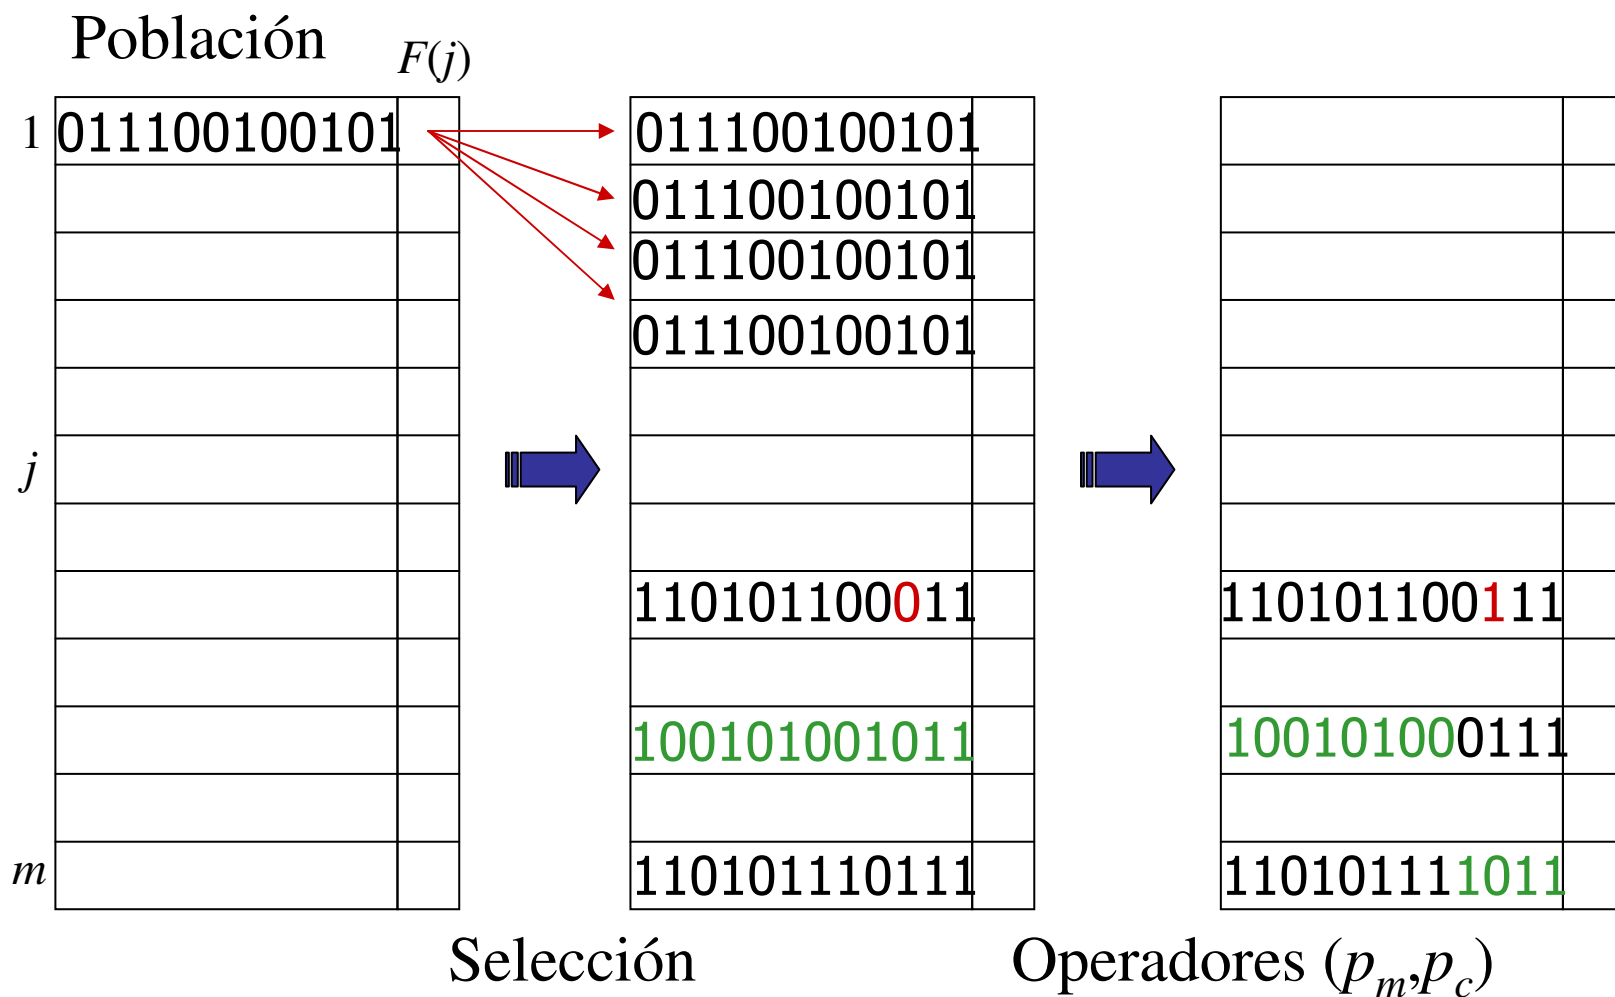 Población F(j)
1 011100100101 011100100101
011100100101
011100100101
011100100101
j
110101100011 110101100111
100101001011 100101000111
m 110101110111 110101111011
Selección Operadores (pm,pc)